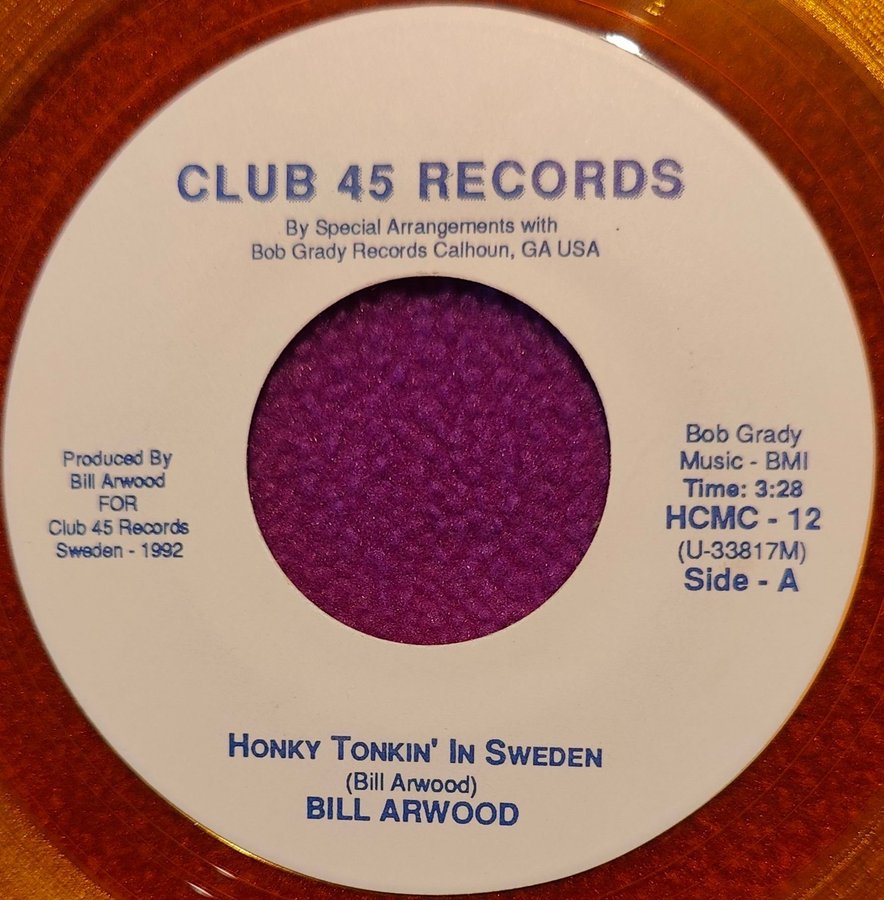 CLUB 45 RECORDS
By Special Arrangements with
Bob Grady Records Calhoun, GA USA
Produced By
Bill Arwood
FOR
Club 45 Records
Sweden - 1992
Bob Grady
Music - BMI
Time: 3:28
HCMC - 12
(U-33817M)
Side - A
HONKY TONKIN' IN SWEDEN
(Bill Arwood)
BILL ARWOOD